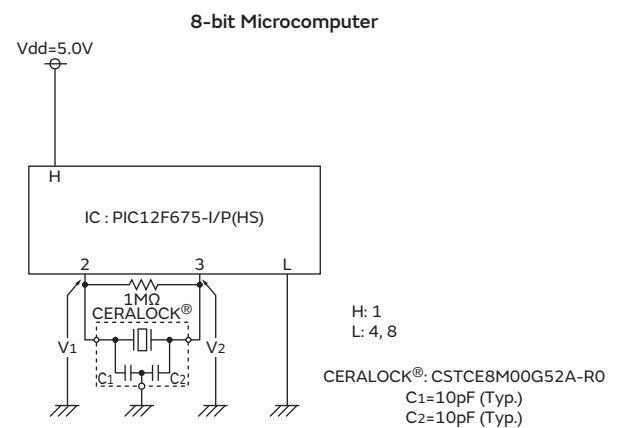 8-bit Microcomputer
Vdd=5.0V
H
IC : PIC12F675-I/P(HS)
2 3 L
1MΩ
CERALOCK®
V1 V2
C1 C2
H: 1
L: 4, 8
CERALOCK®: CSTCE8M00G52A-R0
C1=10pF (Typ.)
C2=10pF (Typ.)